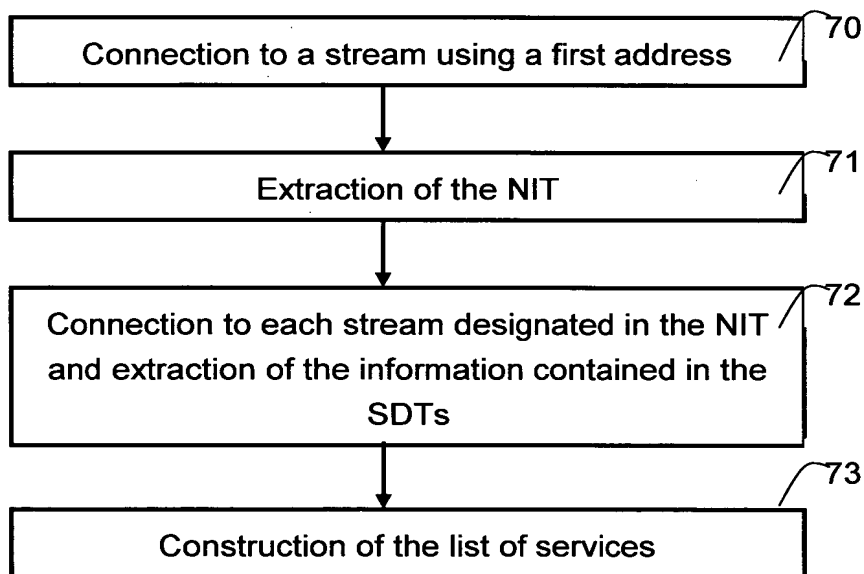 70
Connection to a stream using a first address
71
Extraction of the NIT
72
Connection to each stream designated in the NIT
and extraction of the information contained in the
SDTs
73
Construction of the list of services